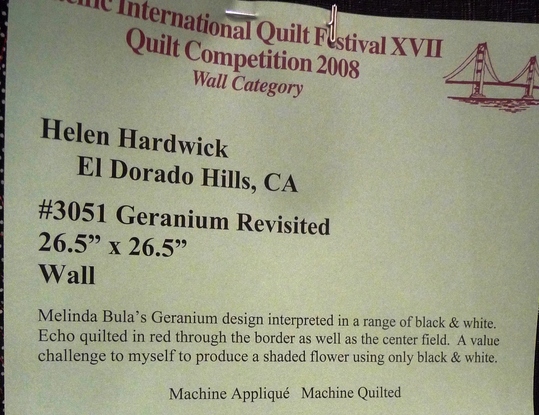 International Quilt Festival XVII
Quilt Competition 2008
Wall Category
Helen Hardwick
El Dorado Hills, CA
#3051 Geranium Revisited
26.5” x 26.5”
Wall
Melinda Bula’s Geranium design interpreted in a range of black & white.
Echo quilted in red through the border as well as the center field. A value
challenge to myself to produce a shaded flower using only black & white.
Machine Appliqué Machine Quilted